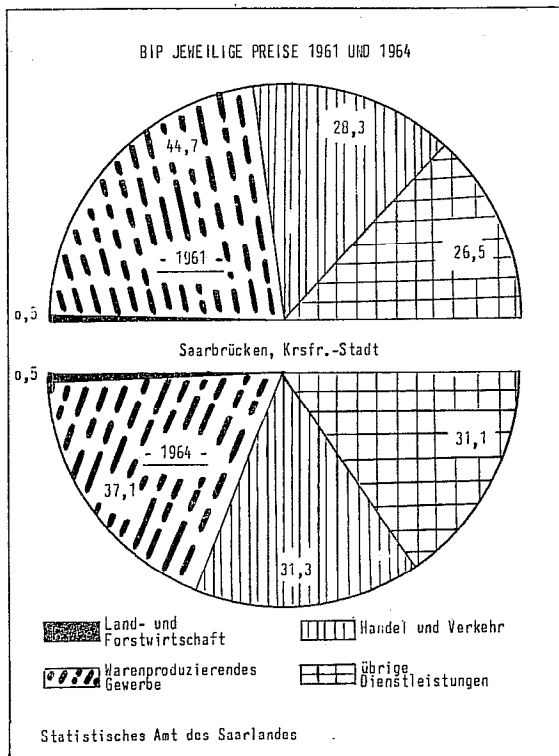 BIP JEWEILIGE PREISE 1961 UND 1964
28,3
44,7
- 1961 -
26,5
0,5
Saarbrücken, Krsfr.-Stadt
0,5
31,1
- 1964 -
37,1
31,3
Land- und
Forstwirtschaft
Handel und Verkehr
Warenproduzierendes
Gewerbe
übrige
Dienstleistungen
Statistisches Amt des Saarlandes